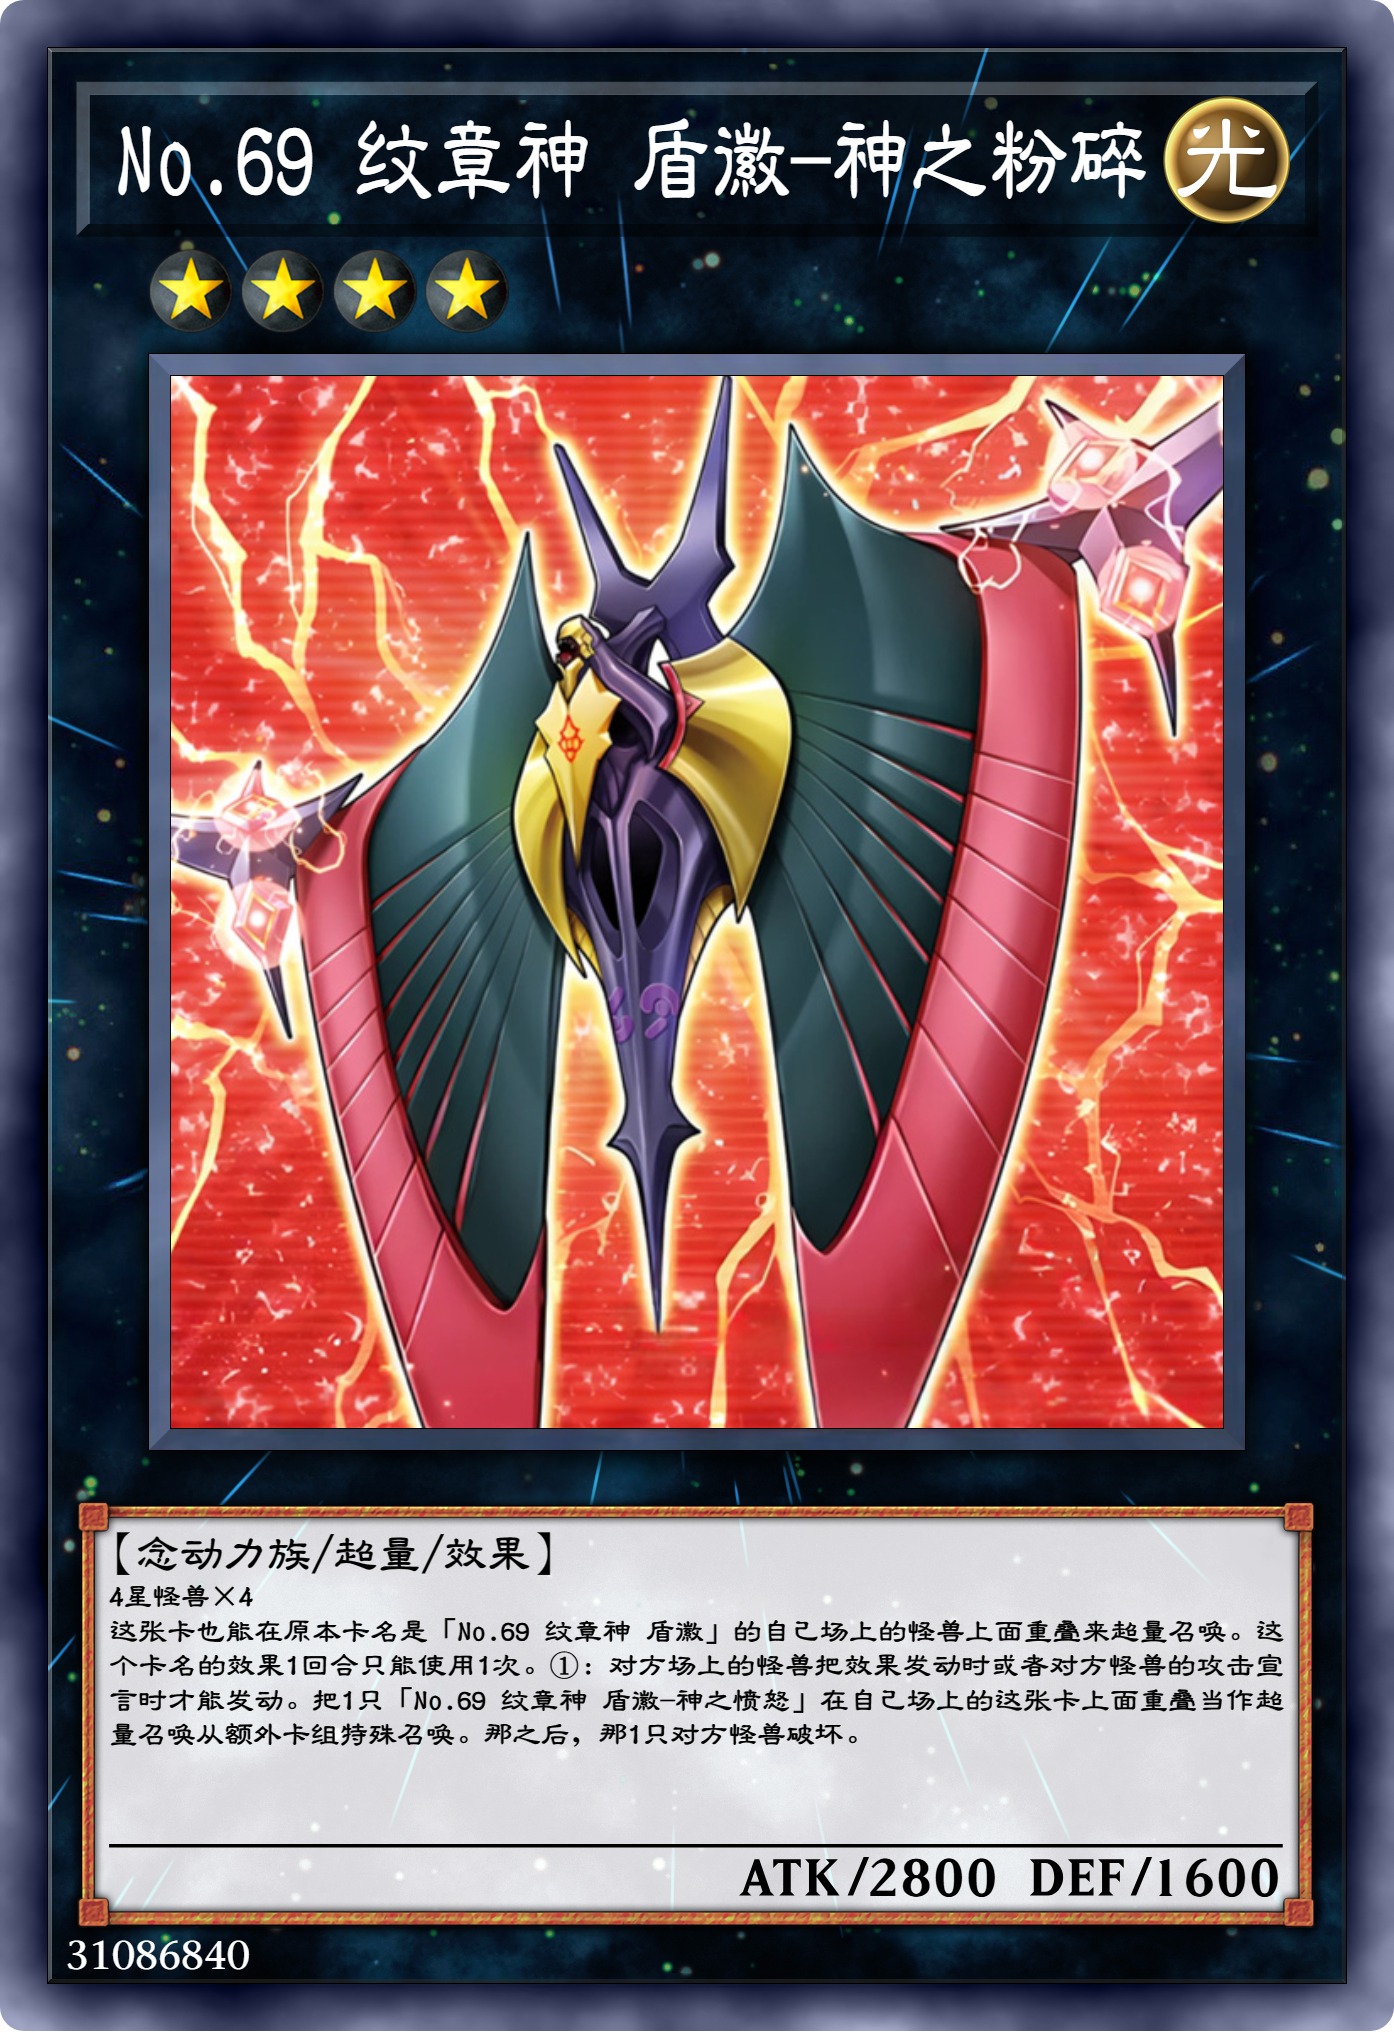 No.69 纹章神 盾徽-神之粉碎 光
69
【念动力族/超量/效果】
4星怪兽×4
这张卡也能在原本卡名是「No.69 纹章神 盾徽」的自己场上的怪兽上面重叠来超量召唤。这
个卡名的效果1回合只能使用1次。①：对方场上的怪兽把效果发动时或者对方怪兽的攻击宣
言时才能发动。把1只「No.69 纹章神 盾徽-神之愤怒」在自己场上的这张卡上面重叠当作超
量召唤从额外卡组特殊召唤。那之后，那1只对方怪兽破坏。
ATK/2800 DEF/1600
31086840